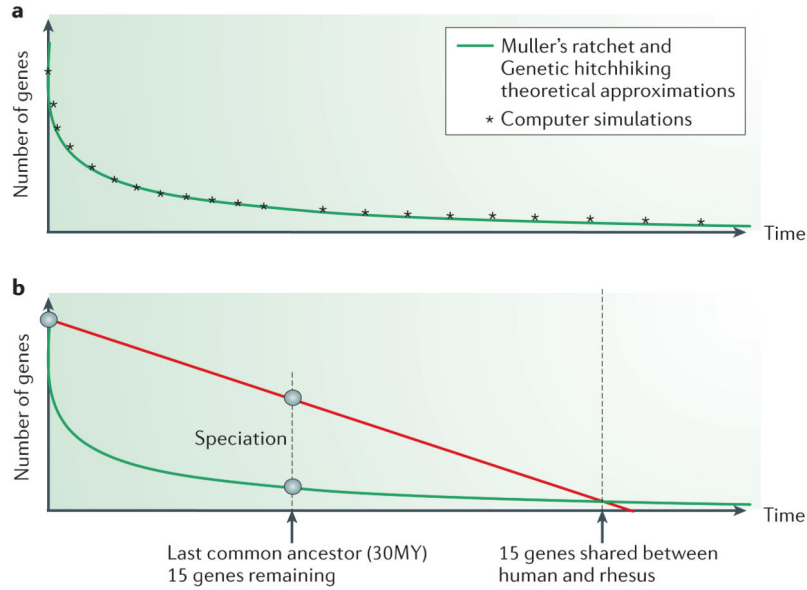 a
Number of genes
Muller's ratchet and
Genetic hitchhiking
theoretical approximations
* Computer simulations
Time
b
Number of genes
Speciation
Time
Last common ancestor (30MY)
15 genes remaining
15 genes shared between
human and rhesus